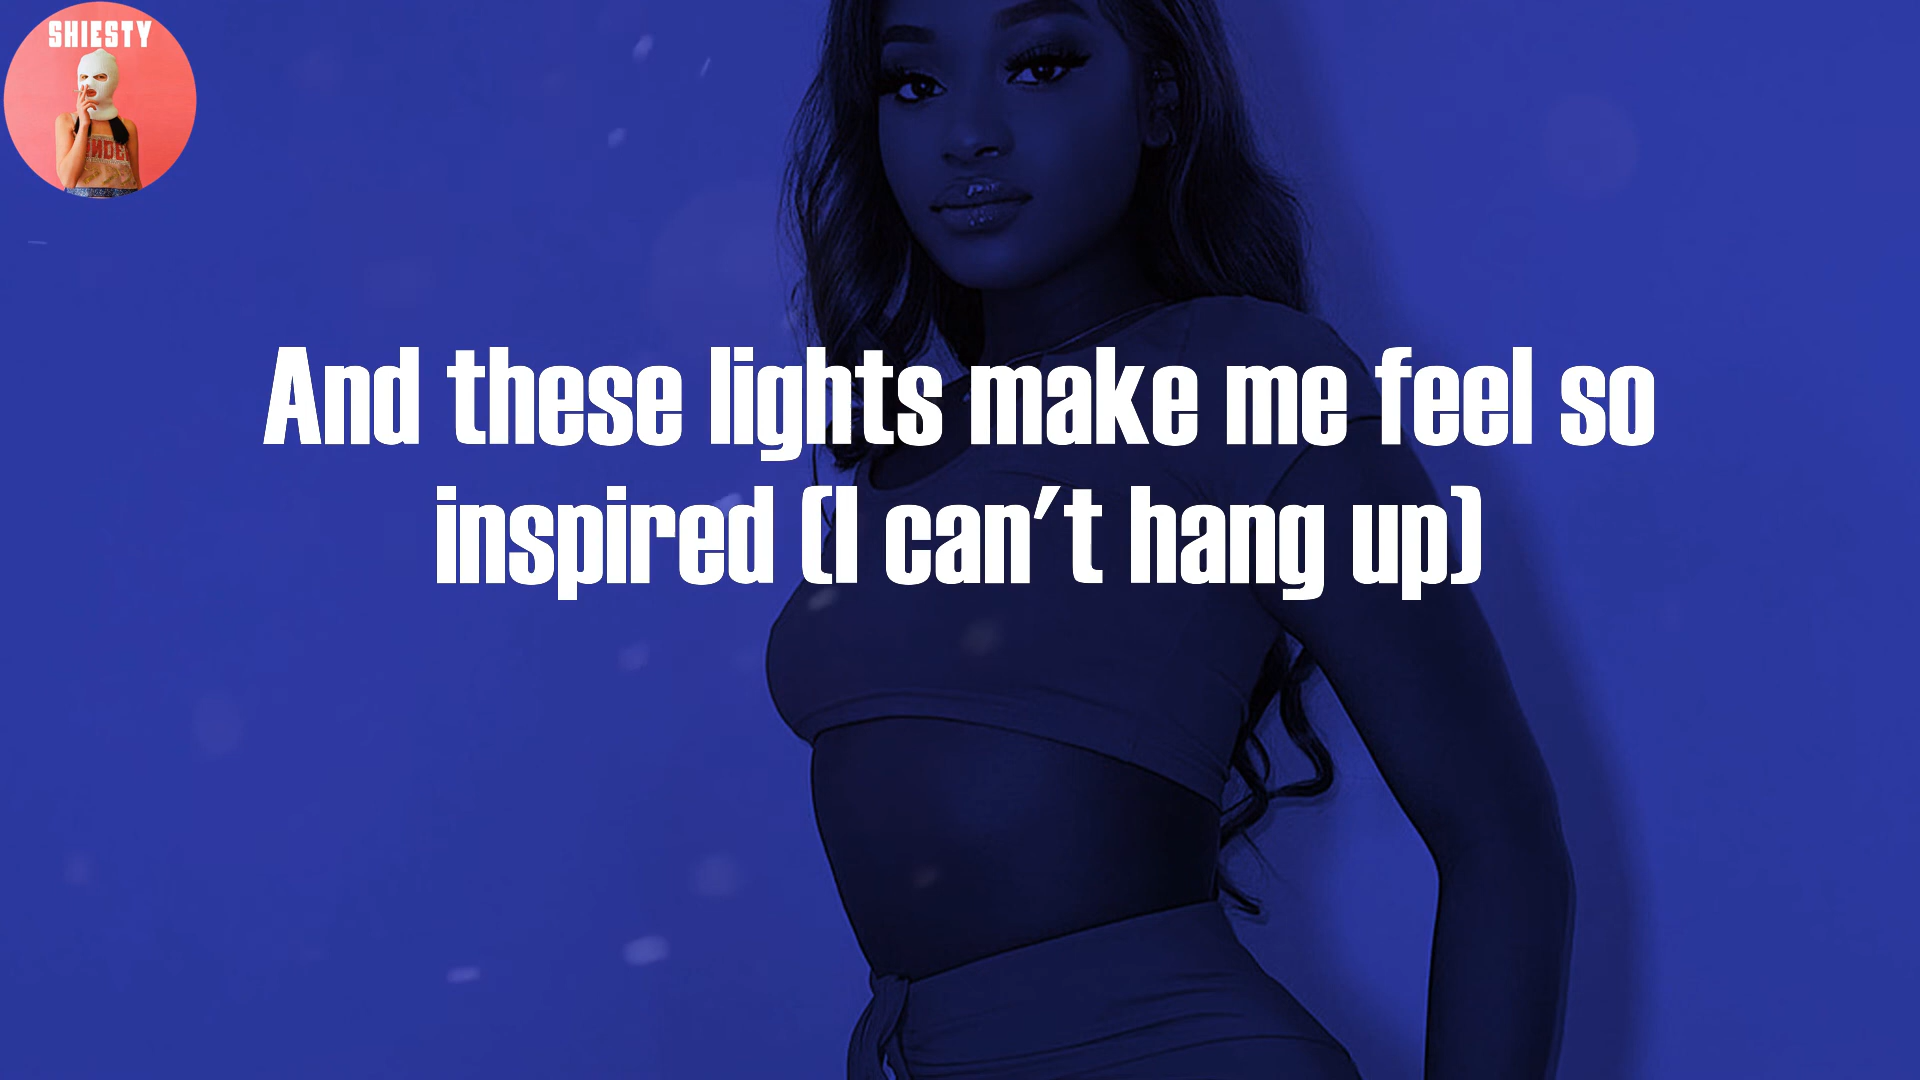 SHIESTY
And these lights make me feel so
inspired (I can't hang up)